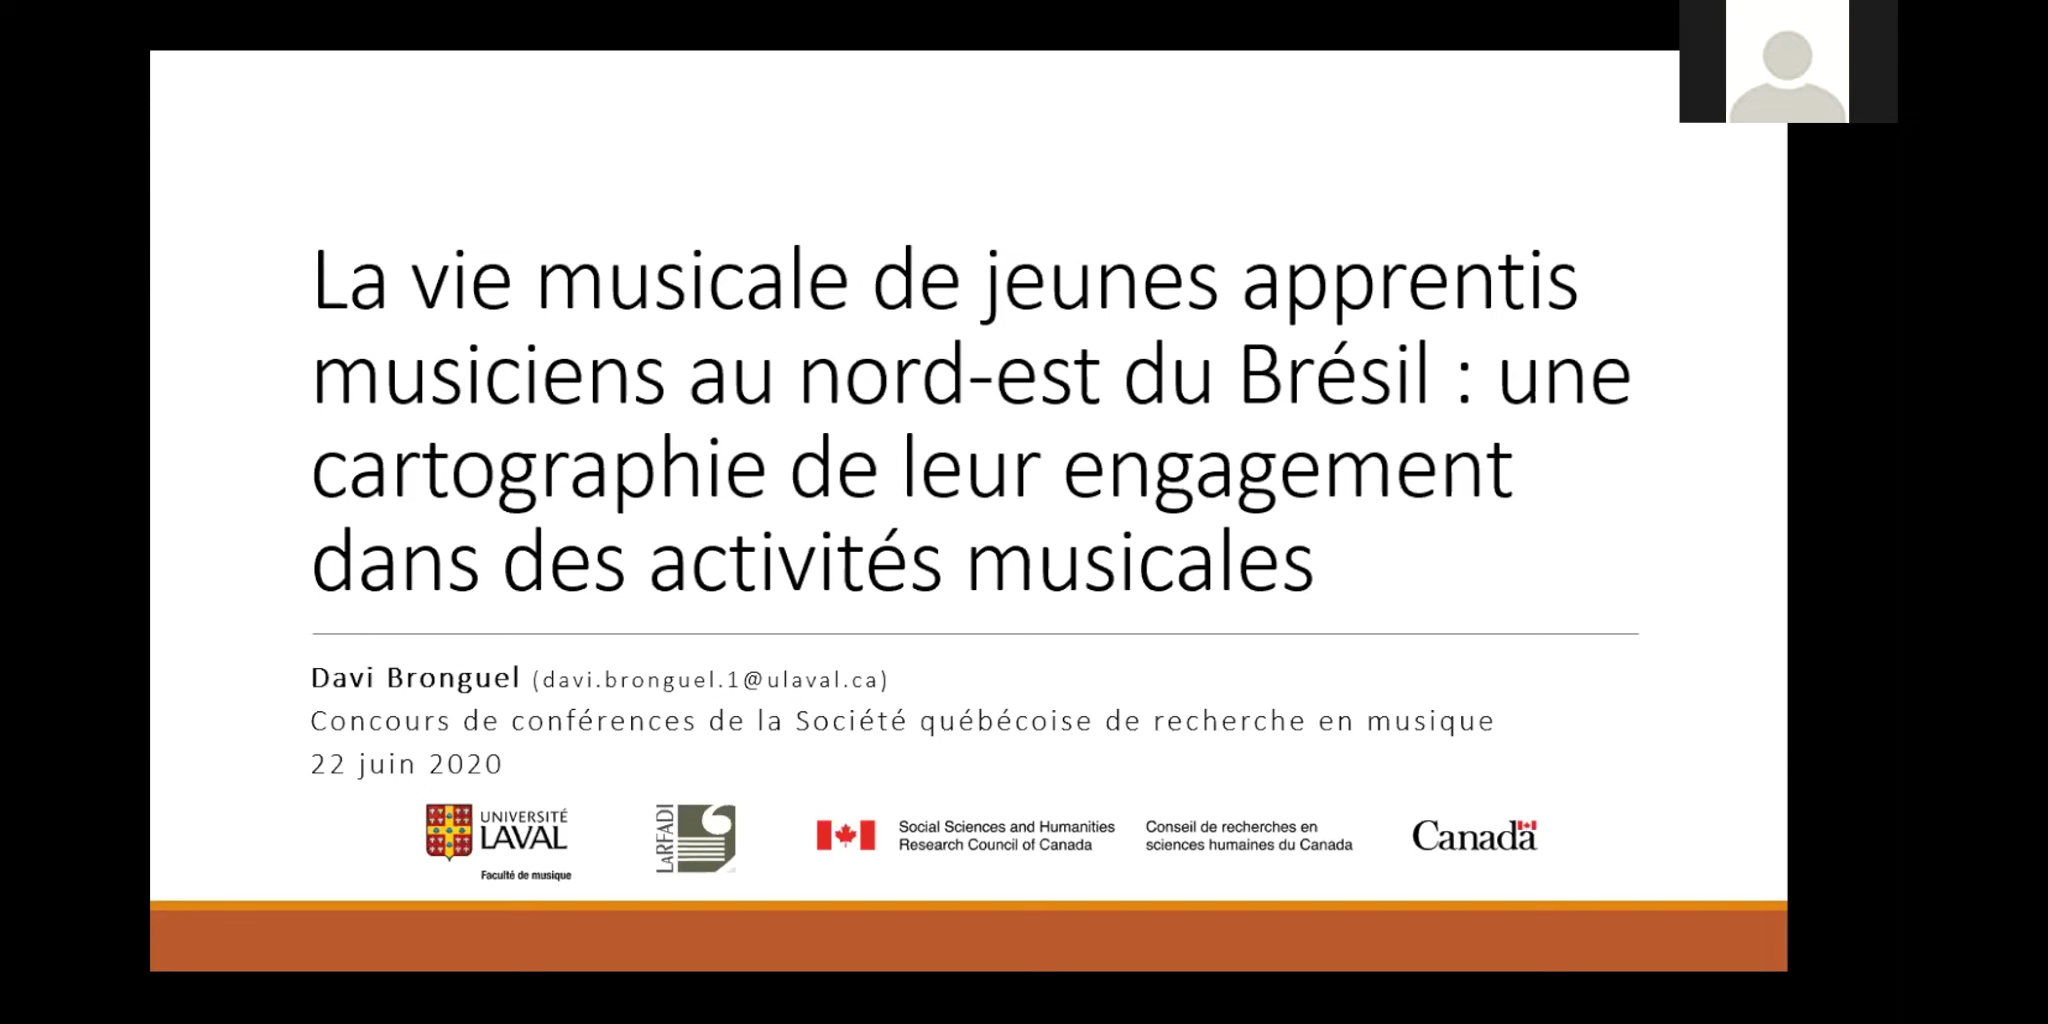 La vie musicale de jeunes apprentis
musiciens au nord-est du Brésil : une
cartographie de leur engagement
dans des activités musicales
Davi Bronguel (davi.bronguel.1@ulaval.ca)
Concours de conférences de la Société québécoise de recherche en musique
22 juin 2020
UNIVERSITÉ
LAVAL
Faculté de musique
LARFADI
Social Sciences and Humanities
Research Council of Canada
Conseil de recherches en
sciences humaines du Canada
Canada